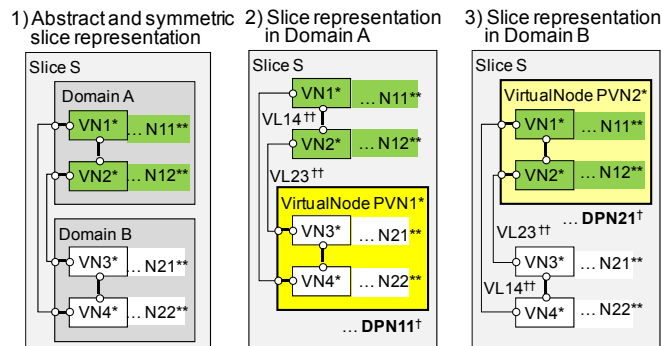 1) Abstract and symmetric
slice representation
Slice S
Domain A
VN1* ... N11**
VN2* ... N12**
Domain B
VN3* ... N21**
VN4* ... N22**
2) Slice representation
in Domain A
Slice S
VN1* ... N11**
VL14††
VN2* ... N12**
VL23††
VirtualNode PVN1*
VN3* ... N21**
VN4* ... N22**
... DPN11†
3) Slice representation
in Domain B
Slice S
VirtualNode PVN2*
VN1* ... N11**
VN2* ... N12**
... DPN21†
VL23††
VN3* ... N21**
VL14††
VN4* ... N22**